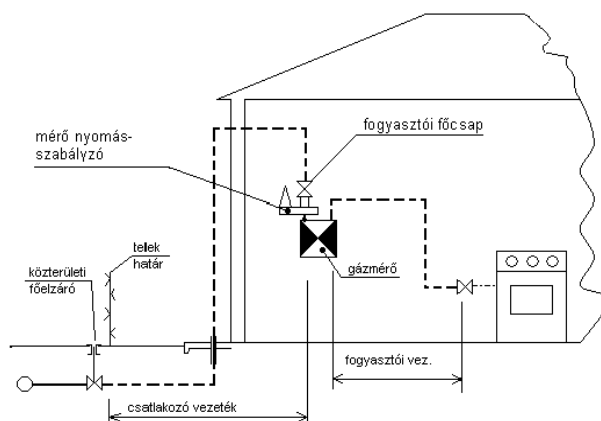 fogyasztói főcsap
mérő nyomás-
szabályzó
telek
határ
közterületi
főelzáró
gázmérő
fogyasztói vez.
csatlakozó vezeték